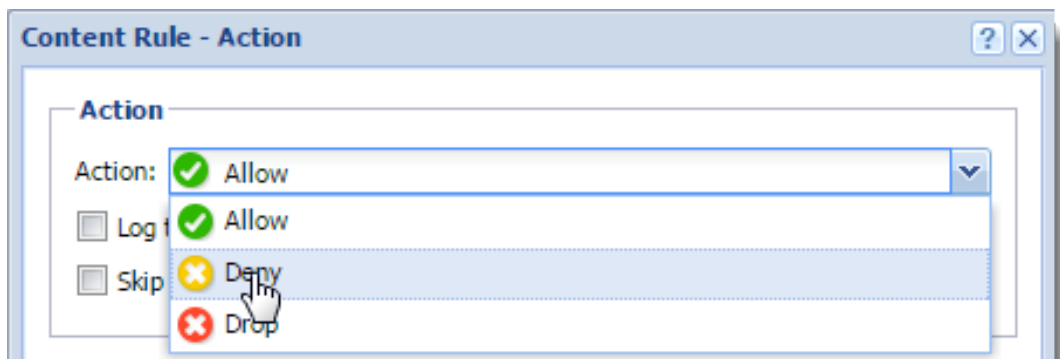 Content Rule - Action
Action
Action: Allow
Allow
Log
Deny
Skip
Drop